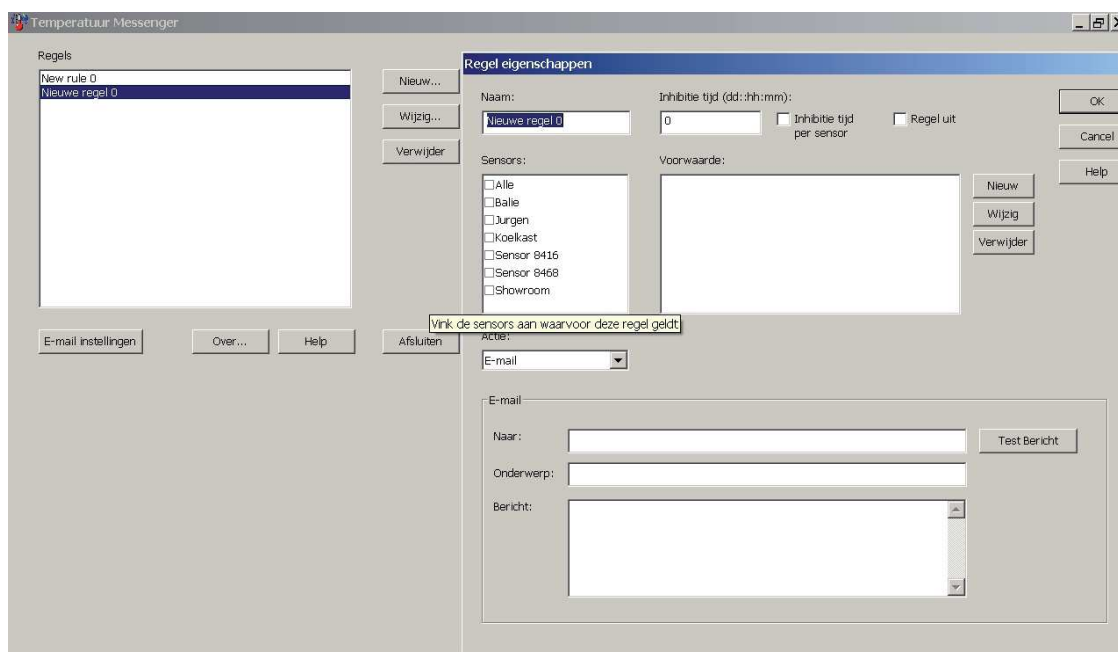 Temperatuur Messenger
Regels
New rule 0
Nieuwe regel 0
Nieuw...
Wijzig...
Verwijder
E-mail instellingen
Over...
Help
Afsluiten
Regel eigenschappen
Naam:
Nieuwe regel 0
Inhibitie tijd (dd::hh:mm):
0
Inhibitie tijd
per sensor
Regel uit
OK
Cancel
Help
Sensors:
Alle
Balie
Jurgen
Koelkast
Sensor 8416
Sensor 8468
Showroom
Voorwaarde:
Nieuw
Wijzig
Verwijder
Vink de sensors aan waarvoor deze regel geldt
Actie:
E-mail
E-mail
Naar:
Test Bericht
Onderwerp:
Bericht: